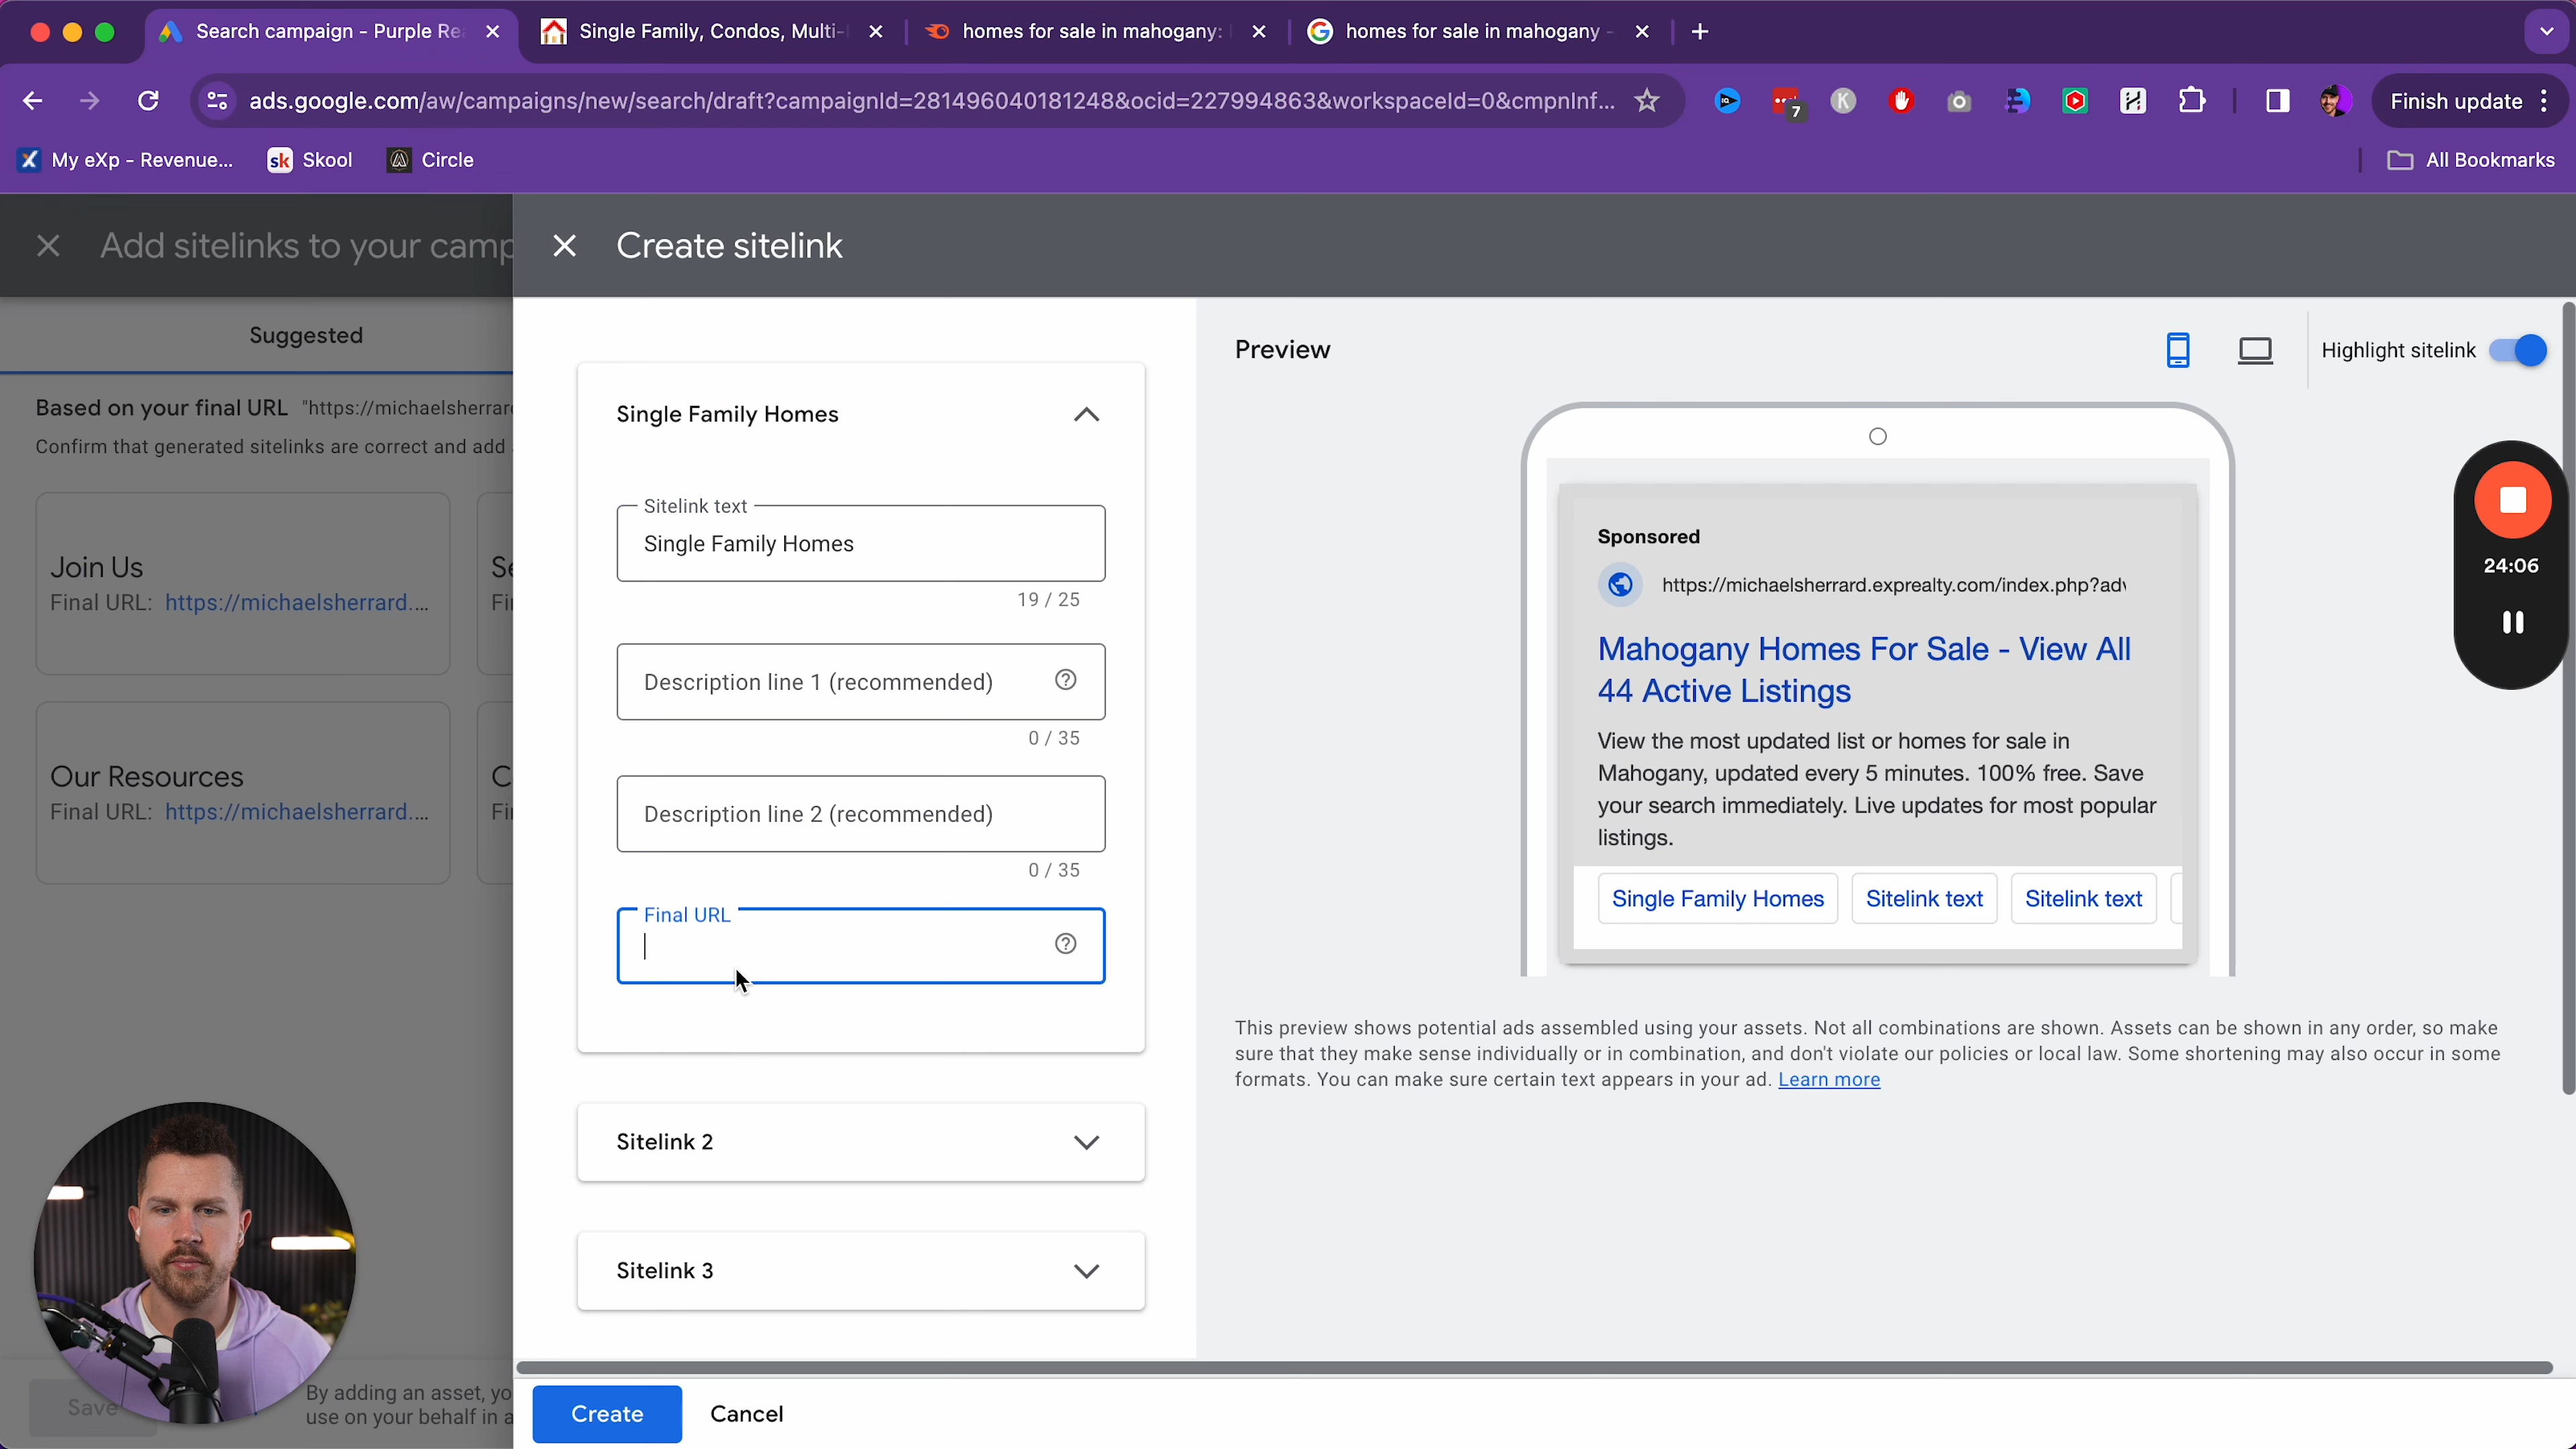 Search campaign - Purple Re
Single Family, Condos, Multi-
homes for sale in mahogany:
homes for sale in mahogany -
ads.google.com/aw/campaigns/new/search/draft?campaignId=281496040181248&ocid=227994863&workspaceId=0&cmpnInf...
7
K
Finish update
My eXp - Revenue...
sk Skool
Circle
All Bookmarks
Add sitelinks to your camp
Create sitelink
Suggested
Based on your final URL "https://michaelsherrar
Confirm that generated sitelinks are correct and add
Join Us
Final URL: https://michaelsherrard....
Our Resources
Final URL: https://michaelsherrard....
Save
By adding an asset, yo
use on your behalf in a
Single Family Homes
Sitelink text
Single Family Homes
19 / 25
Description line 1 (recommended)
0 / 35
Description line 2 (recommended)
0 / 35
Final URL
Sitelink 2
Sitelink 3
Create
Cancel
Preview
Highlight sitelink
Sponsored
https://michaelsherrard.exprealty.com/index.php?adv
Mahogany Homes For Sale - View All
44 Active Listings
View the most updated list or homes for sale in
Mahogany, updated every 5 minutes. 100% free. Save
your search immediately. Live updates for most popular
listings.
Single Family Homes
Sitelink text
Sitelink text
This preview shows potential ads assembled using your assets. Not all combinations are shown. Assets can be shown in any order, so make
sure that they make sense individually or in combination, and don't violate our policies or local law. Some shortening may also occur in some
formats. You can make sure certain text appears in your ad. Learn more
24:06